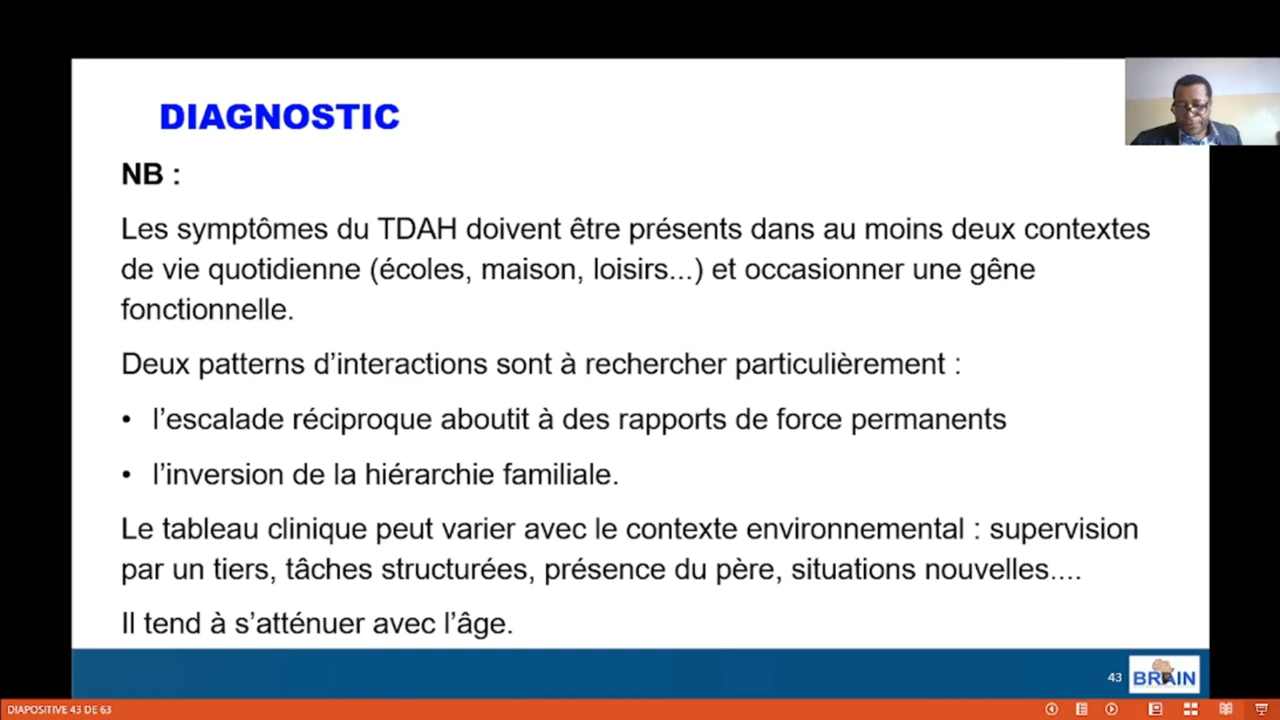 DIAGNOSTIC
NB :
Les symptômes du TDAH doivent être présents dans au moins deux contextes
de vie quotidienne (écoles, maison, loisirs...) et occasionner une gêne
fonctionnelle.
Deux patterns d’interactions sont à rechercher particulièrement :
• l’escalade réciproque aboutit à des rapports de force permanents
• l’inversion de la hiérarchie familiale.
Le tableau clinique peut varier avec le contexte environnemental : supervision
par un tiers, tâches structurées, présence du père, situations nouvelles....
Il tend à s’atténuer avec l’âge.
43
BRAIN
DIAPOSITIVE 43 DE 63